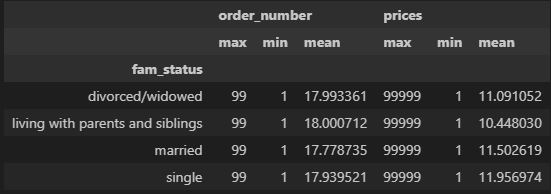 order_number prices
max min mean max min mean
fam_status
divorced/widowed 99 1 17.993361 99999 1 11.091052
living with parents and siblings 99 1 18.000712 99999 1 10.448030
married 99 1 17.778735 99999 1 11.502619
single 99 1 17.939521 99999 1 11.956974